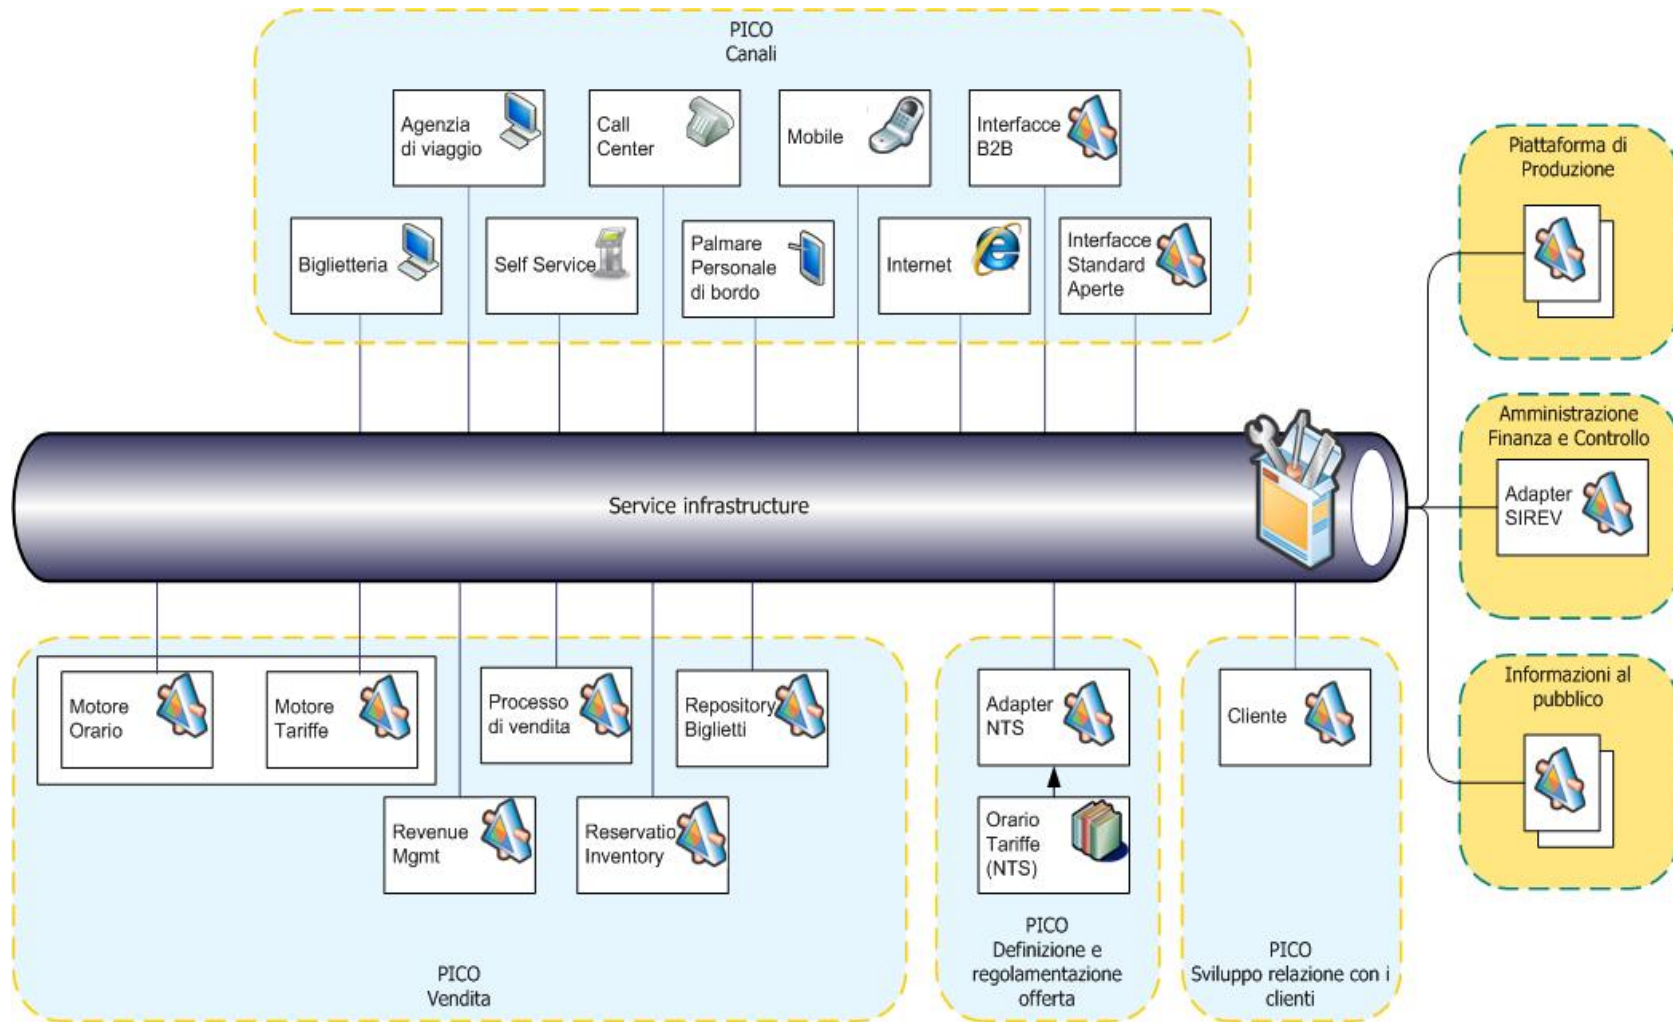 PICO
Canali
Agenzia
di viaggio
Call
Center
Mobile
Interfacce
B2B
Biglietteria
Self Service
Palmare
Personale
di bordo
Internet
Interfacce
Standard
Aperte
Piattaforma di
Produzione
Amministrazione
Finanza e Controllo
Adapter
SIREV
Informazioni al
pubblico
Service infrastructure
Motore
Orario
Motore
Tariffe
Processo
di vendita
Repository
Biglietti
Revenue
Mgmt
Reservatio
Inventory
PICO
Vendita
Adapter
NTS
Orario
Tariffe
(NTS)
PICO
Definizione e
regolamentazione
offerta
Cliente
PICO
Sviluppo relazione con i
clienti